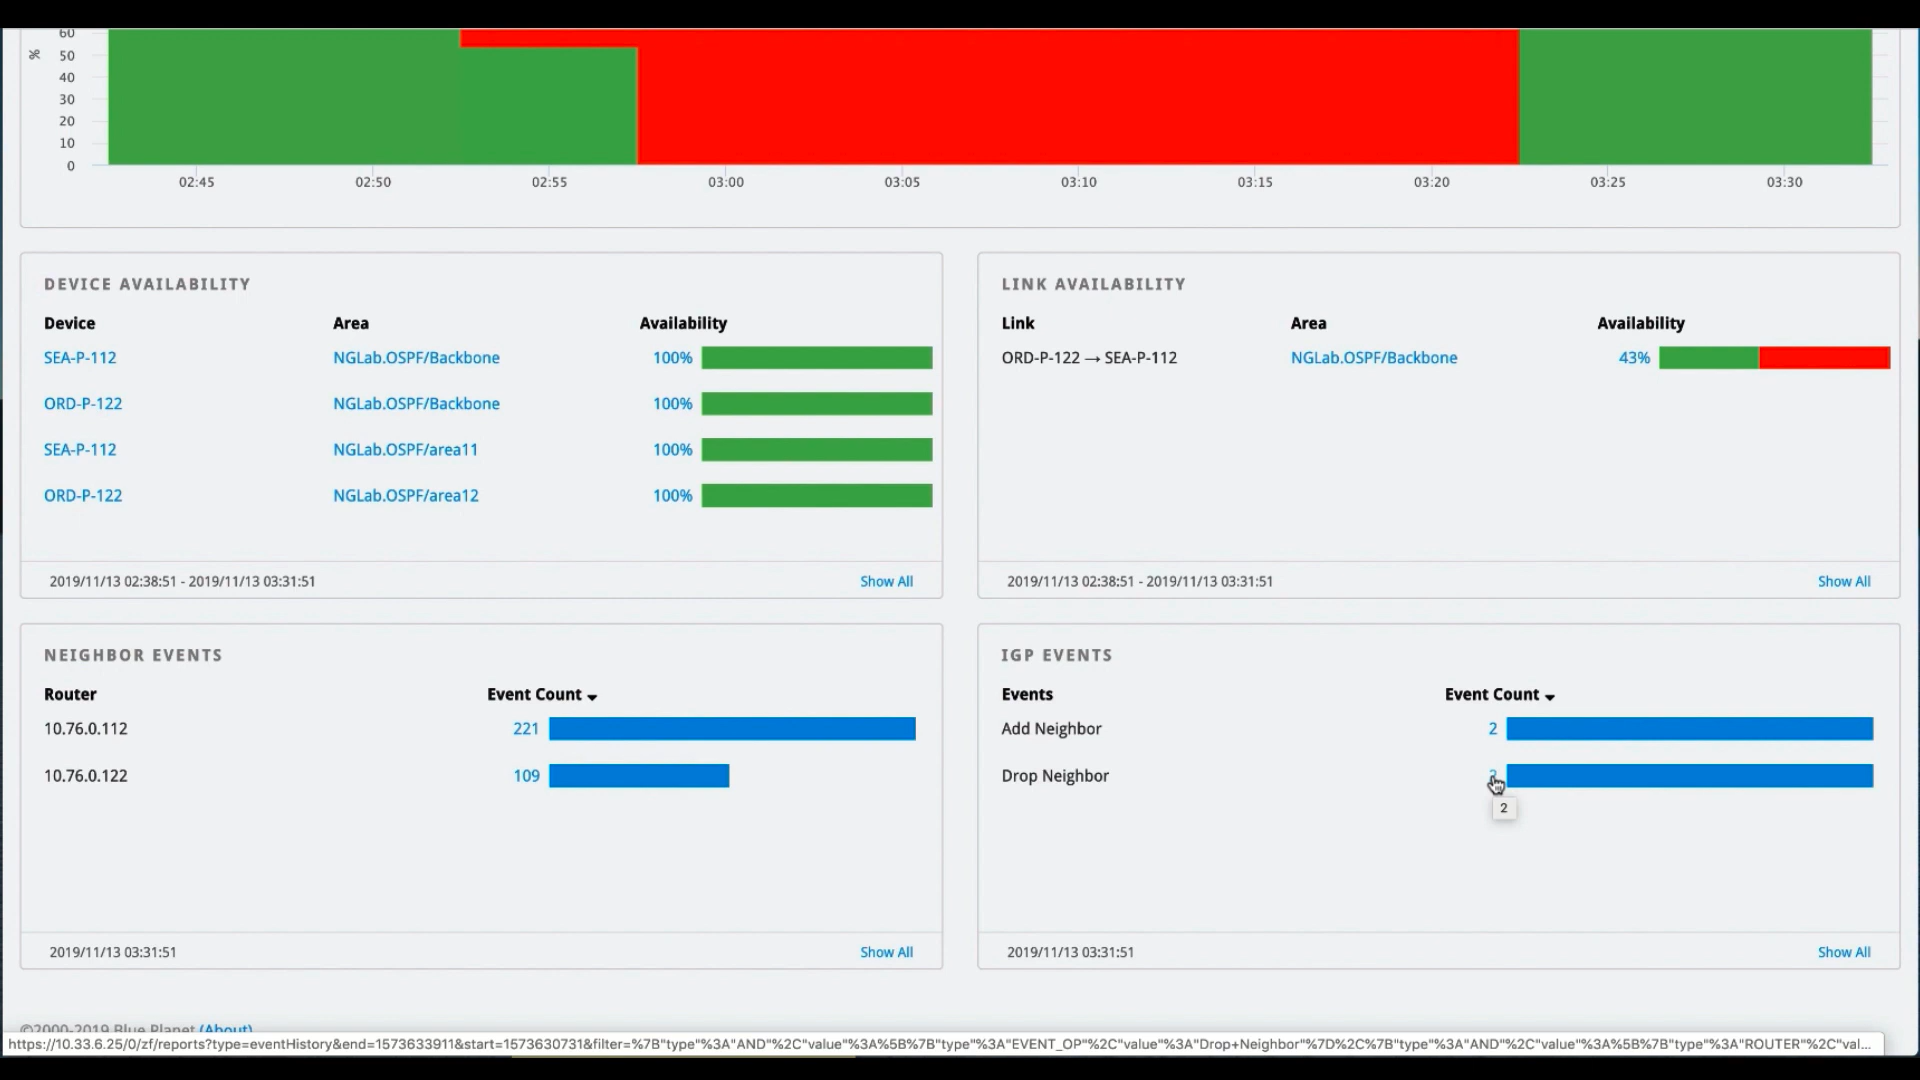 60
%
50
40
30
20
10
0
02:45 02:50 02:55 03:00 03:05 03:10 03:15 03:20 03:25 03:30
DEVICE AVAILABILITY
Device Area Availability
SEA-P-112 NGLab.OSPF/Backbone 100%
ORD-P-122 NGLab.OSPF/Backbone 100%
SEA-P-112 NGLab.OSPF/area11 100%
ORD-P-122 NGLab.OSPF/area12 100%
2019/11/13 02:38:51 - 2019/11/13 03:31:51 Show All
LINK AVAILABILITY
Link Area Availability
ORD-P-122 → SEA-P-112 NGLab.OSPF/Backbone 43%
2019/11/13 02:38:51 - 2019/11/13 03:31:51 Show All
NEIGHBOR EVENTS
Router Event Count
10.76.0.112 221
10.76.0.122 109
2019/11/13 03:31:51 Show All
IGP EVENTS
Events Event Count
Add Neighbor 2
Drop Neighbor 2
2
2019/11/13 03:31:51 Show All
©2000-2019 Blue Planet (About)
https://10.33.6.25/0/zf/reports?type=eventHistory&end=1573633911&start=1573630731&filter=%7B"type"%3A"AND"%2C"value"%3A%5B%7B"type"%3A"EVENT_OP"%2C"value"%3A"Drop+Neighbor"%7D%2C%7B"type"%3A"AND"%2C"value"%3A%5B%7B"type"%3A"ROUTER"%2C"val...